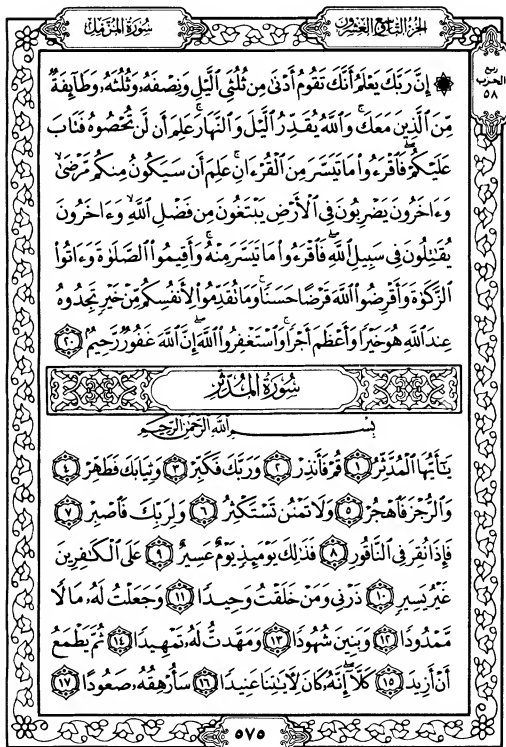 الجزء التاسع والعشرون
سورة المزمل
ربع
الحزب
٥٨
۞ إِنَّ رَبَّكَ يَعْلَمُ أَنَّكَ تَقُومُ أَدْنَىٰ مِن ثُلُثَىِ ٱلَّيْلِ وَنِصْفَهُۥ وَثُلُثَهُۥ وَطَآئِفَةٌ
مِّنَ ٱلَّذِينَ مَعَكَ ۚ وَٱللَّهُ يُقَدِّرُ ٱلَّيْلَ وَٱلنَّهَارَ ۚ عَلِمَ أَن لَّن تُحْصُوهُ فَتَابَ
عَلَيْكُمْ ۖ فَٱقْرَءُوا۟ مَا تَيَسَّرَ مِنَ ٱلْقُرْءَانِ ۚ عَلِمَ أَن سَيَكُونُ مِنكُم مَّرْضَىٰ ۙ
وَءَاخَرُونَ يَضْرِبُونَ فِى ٱلْأَرْضِ يَبْتَغُونَ مِن فَضْلِ ٱللَّهِ ۙ وَءَاخَرُونَ
يُقَـٰتِلُونَ فِى سَبِيلِ ٱللَّهِ ۖ فَٱقْرَءُوا۟ مَا تَيَسَّرَ مِنْهُ ۚ وَأَقِيمُوا۟ ٱلصَّلَوٰةَ وَءَاتُوا۟
ٱلزَّكَوٰةَ وَأَقْرِضُوا۟ ٱللَّهَ قَرْضًا حَسَنًا ۚ وَمَا تُقَدِّمُوا۟ لِأَنفُسِكُم مِّنْ خَيْرٍ تَجِدُوهُ
عِندَ ٱللَّهِ هُوَ خَيْرًا وَأَعْظَمَ أَجْرًا ۚ وَٱسْتَغْفِرُوا۟ ٱللَّهَ ۖ إِنَّ ٱللَّهَ غَفُورٌ رَّحِيمٌۢ ٢٠
سُورَةُ الْمُدَّثِّرِ
بِسْمِ ٱللَّهِ ٱلرَّحْمَـٰنِ ٱلرَّحِيمِ
يَـٰٓأَيُّهَا ٱلْمُدَّثِّرُ ١ قُمْ فَأَنذِرْ ٢ وَرَبَّكَ فَكَبِّرْ ٣ وَثِيَابَكَ فَطَهِّرْ ٤
وَٱلرُّجْزَ فَٱهْجُرْ ٥ وَلَا تَمْنُن تَسْتَكْثِرُ ٦ وَلِرَبِّكَ فَٱصْبِرْ ٧
فَإِذَا نُقِرَ فِى ٱلنَّاقُورِ ٨ فَذَٰلِكَ يَوْمَئِذٍ يَوْمٌ عَسِيرٌ ٩ عَلَى ٱلْكَـٰفِرِينَ
غَيْرُ يَسِيرٍ ١٠ ذَرْنِى وَمَنْ خَلَقْتُ وَحِيدًا ١١ وَجَعَلْتُ لَهُۥ مَالًا
مَّمْدُودًا ١٢ وَبَنِينَ شُهُودًا ١٣ وَمَهَّدتُّ لَهُۥ تَمْهِيدًا ١٤ ثُمَّ يَطْمَعُ
أَنْ أَزِيدَ ١٥ كَلَّآ ۖ إِنَّهُۥ كَانَ لِـَٔايَـٰتِنَا عَنِيدًا ١٦ سَأُرْهِقُهُۥ صَعُودًا ١٧
٥٧٥